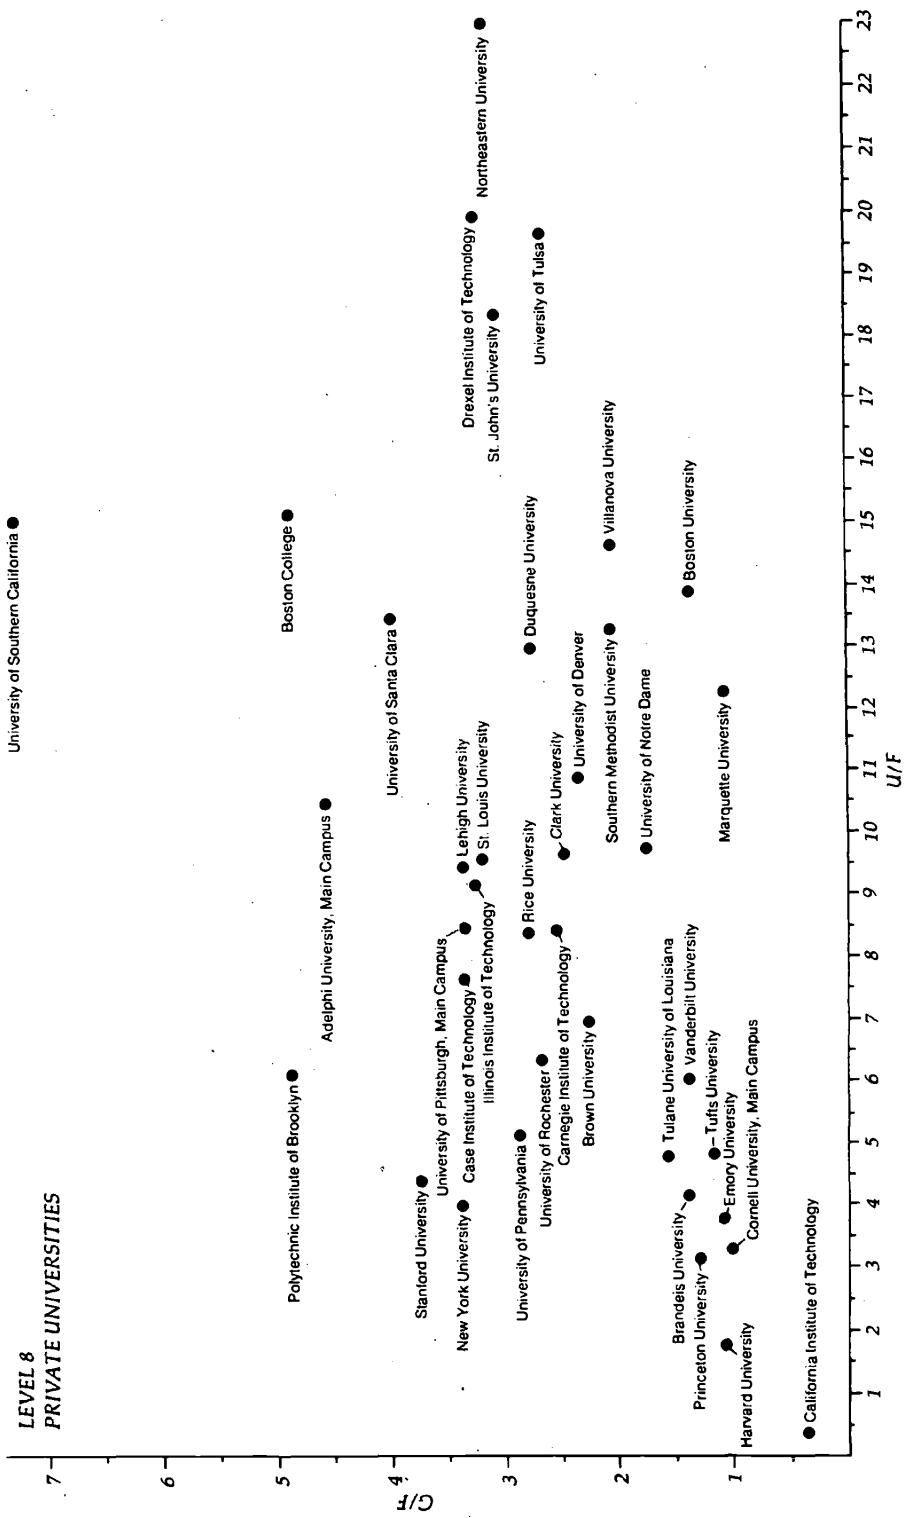 LEVEL 8
PRIVATE UNIVERSITIES
University of Southern California
Boston College
Polytechnic Institute of Brooklyn
Adelphi University, Main Campus
University of Santa Clara
Stanford University
New York University
University of Pittsburgh, Main Campus
Case Institute of Technology
Illinois Institute of Technology
Lehigh University
St. Louis University
Drexel Institute of Technology
Northeastern University
St. John's University
University of Tulsa
University of Pennsylvania
University of Rochester
Carnegie Institute of Technology
Brown University
Rice University
Clark University
University of Denver
Duquesne University
Southern Methodist University
Villanova University
University of Notre Dame
Boston University
Marquette University
Tulane University of Louisiana
Vanderbilt University
Tufts University
Emory University
Cornell University, Main Campus
Brandeis University
Princeton University
Harvard University
California Institute of Technology
G/F
7
6
5
4
3
2
1
1 2 3 4 5 6 7 8 9 10 11 12 13 14 15 16 17 18 19 20 21 22 23
U/F